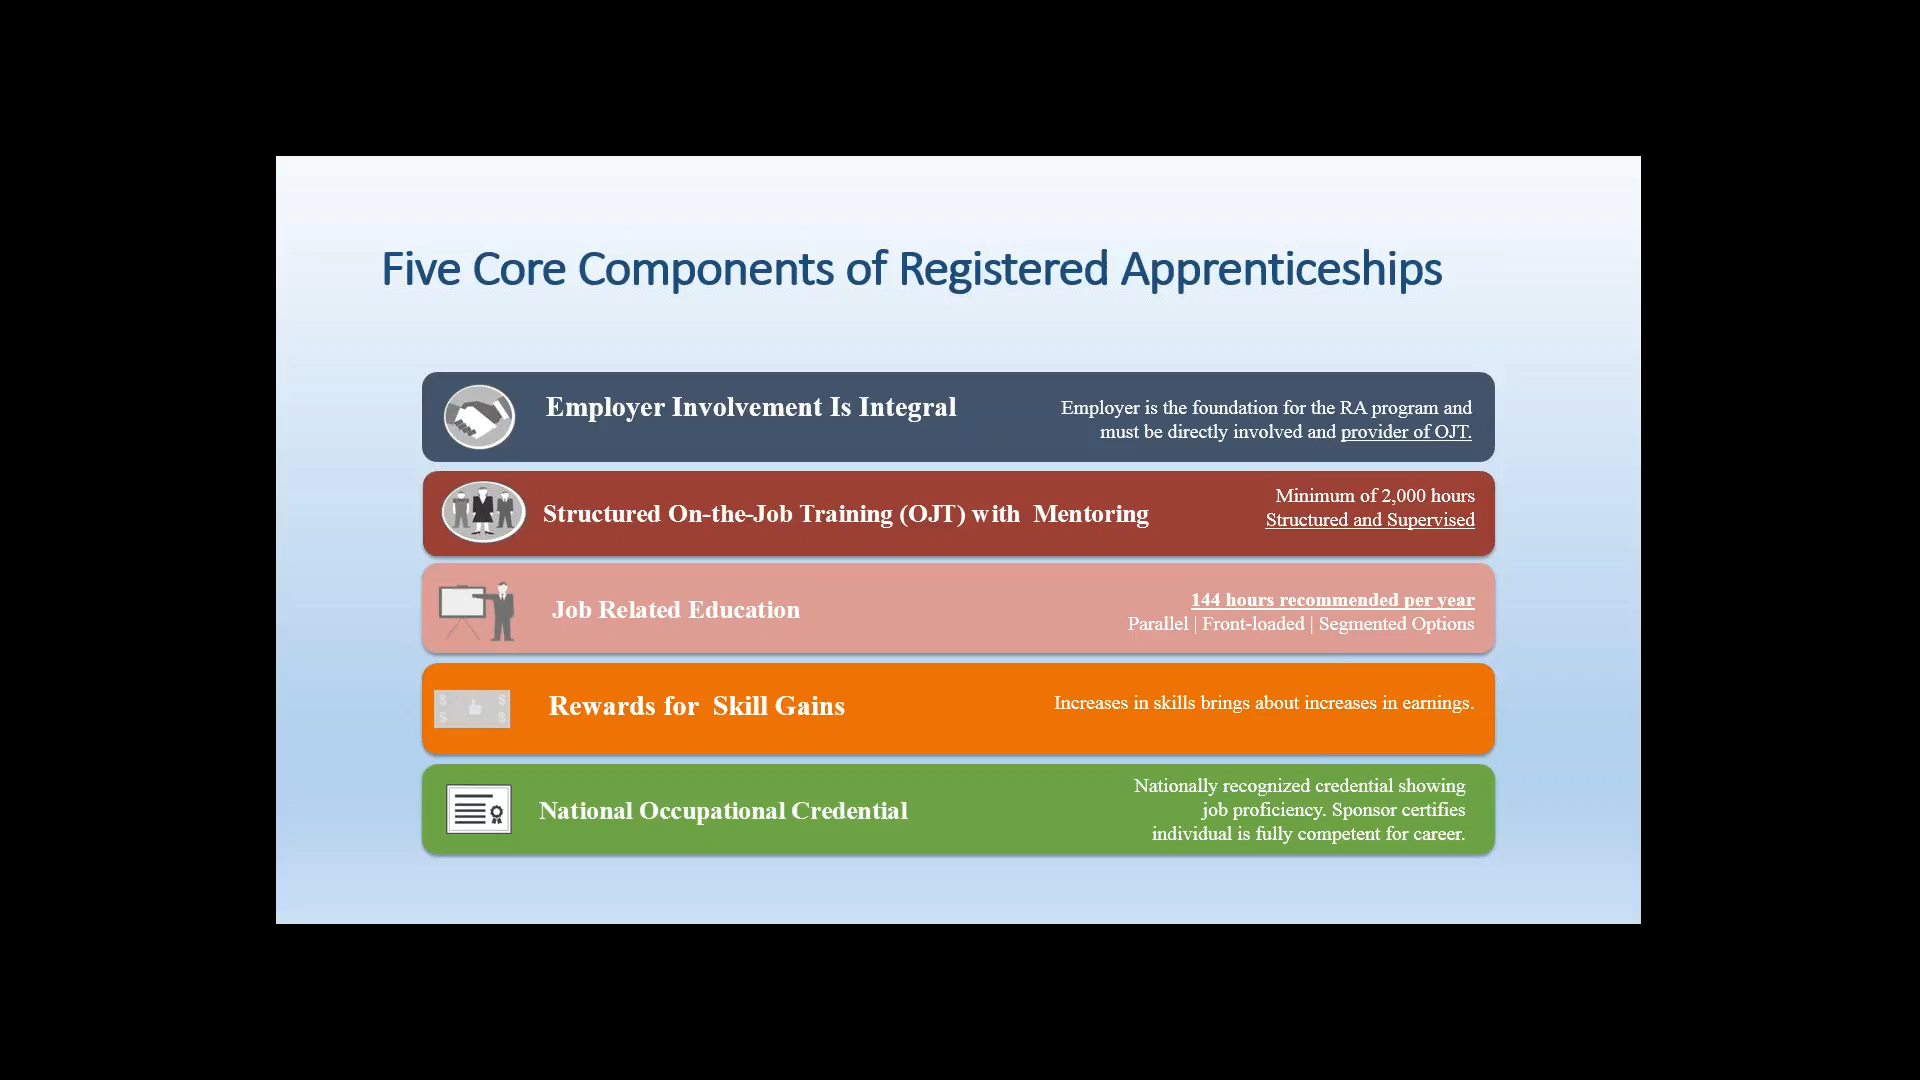 Five Core Components of Registered Apprenticeships
Employer Involvement Is Integral
Employer is the foundation for the RA program and
must be directly involved and provider of OJT.
Structured On-the-Job Training (OJT) with Mentoring
Minimum of 2,000 hours
Structured and Supervised
Job Related Education
144 hours recommended per year
Parallel | Front-loaded | Segmented Options
Rewards for Skill Gains
Increases in skills brings about increases in earnings.
National Occupational Credential
Nationally recognized credential showing
job proficiency. Sponsor certifies
individual is fully competent for career.